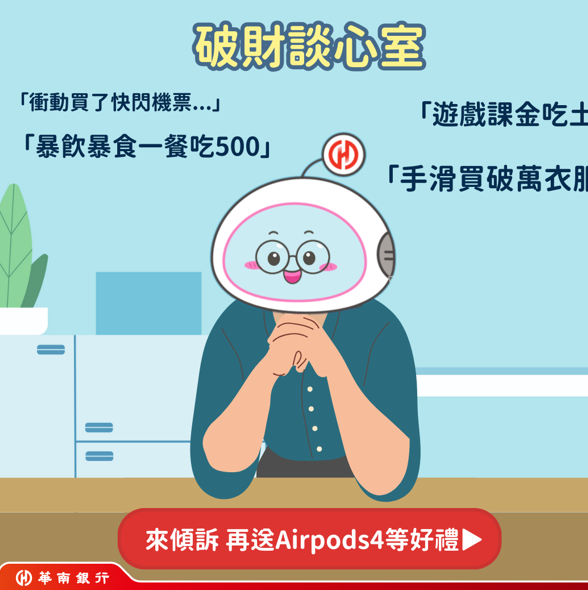 破財談心室
「衝動買了快閃機票...」
「遊戲課金吃土
「暴飲暴食一餐吃500」
「手滑買破萬衣服
來傾訴 再送Airpods4等好禮▶
華南銀行